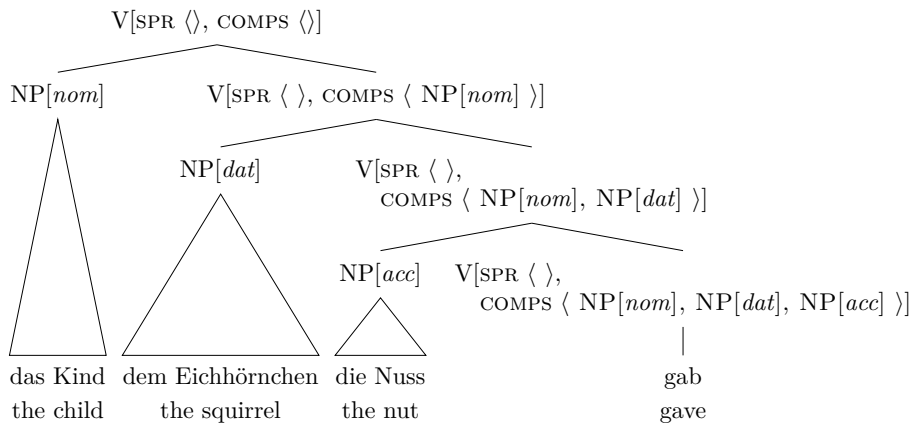 V[SPR ⟨⟩, COMPS ⟨⟩]
NP[nom] V[SPR ⟨ ⟩, COMPS ⟨ NP[nom] ⟩]
NP[dat] V[SPR ⟨ ⟩,
COMPS ⟨ NP[nom], NP[dat] ⟩]
NP[acc] V[SPR ⟨ ⟩,
COMPS ⟨ NP[nom], NP[dat], NP[acc] ⟩]
das Kind dem Eichhörnchen die Nuss gab
the child the squirrel the nut gave